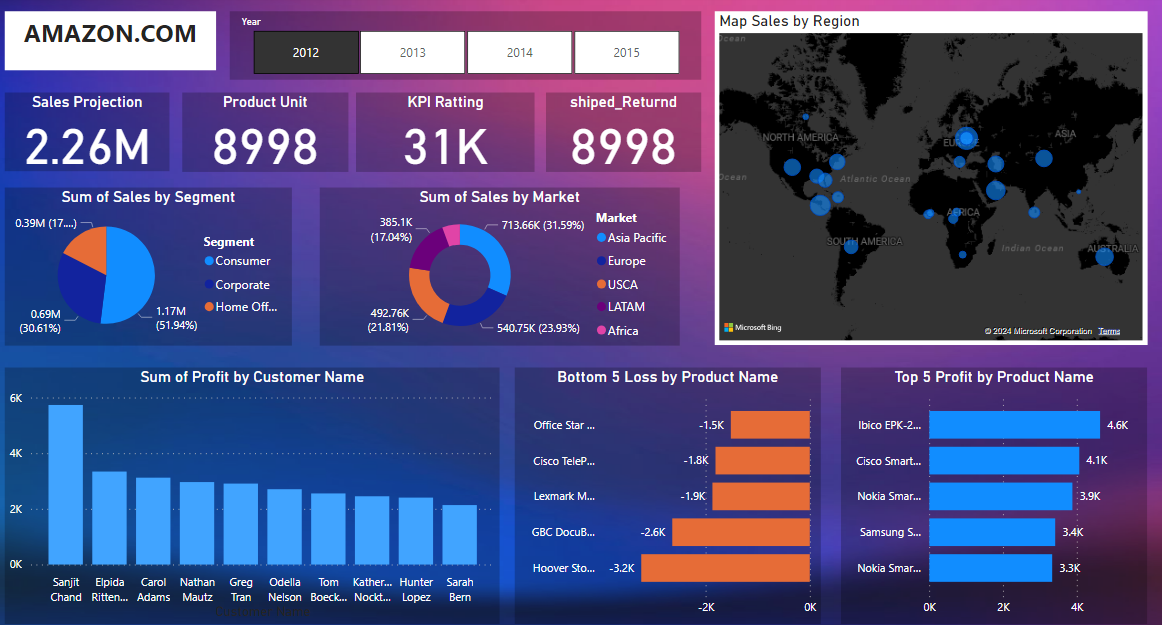 AMAZON.COM
Year
2012
2013
2014
2015
Sales Projection
2.26M
Product Unit
8998
KPI Ratting
31K
shiped_Returnd
8998
Map Sales by Region
Ocean
NORTH AMERICA
EUROPE
ASIA
Ocean
Atlantic Ocean
AFRICA
SOUTH AMERICA
Indian Ocean
AUSTRALIA
Microsoft Bing
© 2024 Microsoft Corporation Terms
Sum of Sales by Segment
0.39M (17....)
0.69M
(30.61%)
1.17M
(51.94%)
Segment
Consumer
Corporate
Home Off...
Sum of Sales by Market
385.1K
(17.04%)
713.66K (31.59%)
492.76K
(21.81%)
540.75K (23.93%)
Market
Asia Pacific
Europe
USCA
LATAM
Africa
Sum of Profit by Customer Name
6K
4K
2K
0K
Sanjit
Chand
Elpida
Ritten...
Carol
Adams
Nathan
Mautz
Greg
Tran
Odella
Nelson
Tom
Boeck...
Kather...
Nockt...
Hunter
Lopez
Sarah
Bern
Bottom 5 Loss by Product Name
Office Star ...
-1.5K
Cisco TeleP...
-1.8K
Lexmark M...
-1.9K
GBC DocuB...
-2.6K
Hoover Sto...
-3.2K
-2K
0K
Top 5 Profit by Product Name
Ibico EPK-2...
4.6K
Cisco Smart...
4.1K
Nokia Smar...
3.9K
Samsung S...
3.4K
Nokia Smar...
3.3K
0K
2K
4K